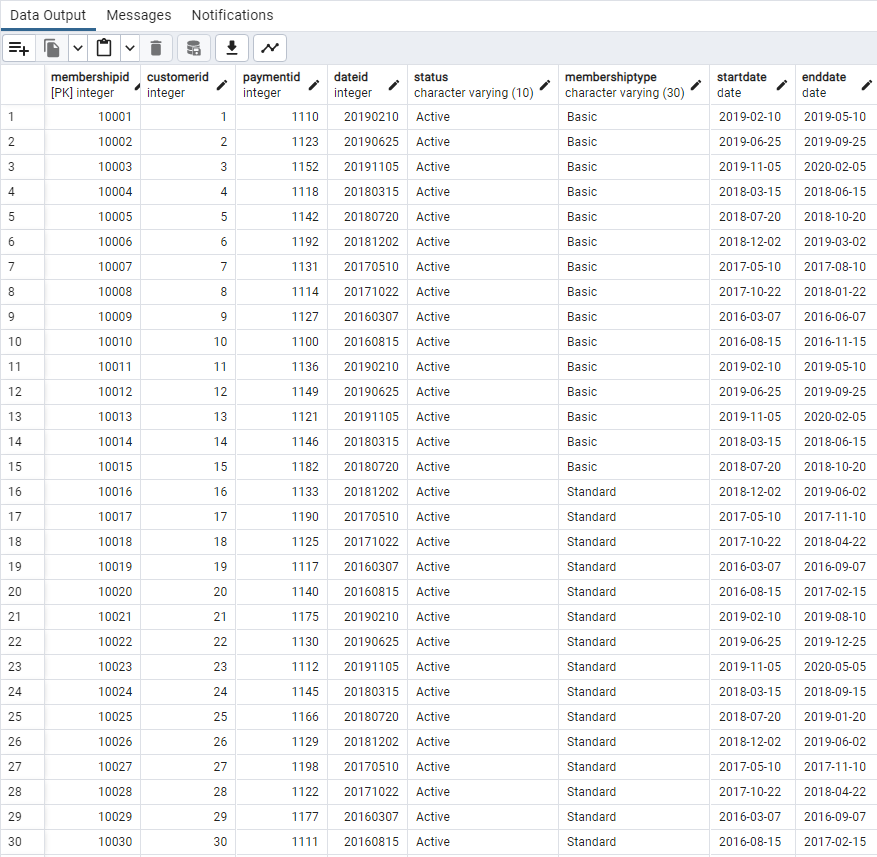 Data Output Messages Notifications
membershipid customerid paymentid dateid status membershiptype startdate enddate
[PK] integer integer integer integer character varying (10) character varying (30) date date
1 10001 1 1110 20190210 Active Basic 2019-02-10 2019-05-10
2 10002 2 1123 20190625 Active Basic 2019-06-25 2019-09-25
3 10003 3 1152 20191105 Active Basic 2019-11-05 2020-02-05
4 10004 4 1118 20180315 Active Basic 2018-03-15 2018-06-15
5 10005 5 1142 20180720 Active Basic 2018-07-20 2018-10-20
6 10006 6 1192 20181202 Active Basic 2018-12-02 2019-03-02
7 10007 7 1131 20170510 Active Basic 2017-05-10 2017-08-10
8 10008 8 1114 20171022 Active Basic 2017-10-22 2018-01-22
9 10009 9 1127 20160307 Active Basic 2016-03-07 2016-06-07
10 10010 10 1100 20160815 Active Basic 2016-08-15 2016-11-15
11 10011 11 1136 20190210 Active Basic 2019-02-10 2019-05-10
12 10012 12 1149 20190625 Active Basic 2019-06-25 2019-09-25
13 10013 13 1121 20191105 Active Basic 2019-11-05 2020-02-05
14 10014 14 1146 20180315 Active Basic 2018-03-15 2018-06-15
15 10015 15 1182 20180720 Active Basic 2018-07-20 2018-10-20
16 10016 16 1133 20181202 Active Standard 2018-12-02 2019-06-02
17 10017 17 1190 20170510 Active Standard 2017-05-10 2017-11-10
18 10018 18 1125 20171022 Active Standard 2017-10-22 2018-04-22
19 10019 19 1117 20160307 Active Standard 2016-03-07 2016-09-07
20 10020 20 1140 20160815 Active Standard 2016-08-15 2017-02-15
21 10021 21 1175 20190210 Active Standard 2019-02-10 2019-08-10
22 10022 22 1130 20190625 Active Standard 2019-06-25 2019-12-25
23 10023 23 1112 20191105 Active Standard 2019-11-05 2020-05-05
24 10024 24 1145 20180315 Active Standard 2018-03-15 2018-09-15
25 10025 25 1166 20180720 Active Standard 2018-07-20 2019-01-20
26 10026 26 1129 20181202 Active Standard 2018-12-02 2019-06-02
27 10027 27 1198 20170510 Active Standard 2017-05-10 2017-11-10
28 10028 28 1122 20171022 Active Standard 2017-10-22 2018-04-22
29 10029 29 1177 20160307 Active Standard 2016-03-07 2016-09-07
30 10030 30 1111 20160815 Active Standard 2016-08-15 2017-02-15